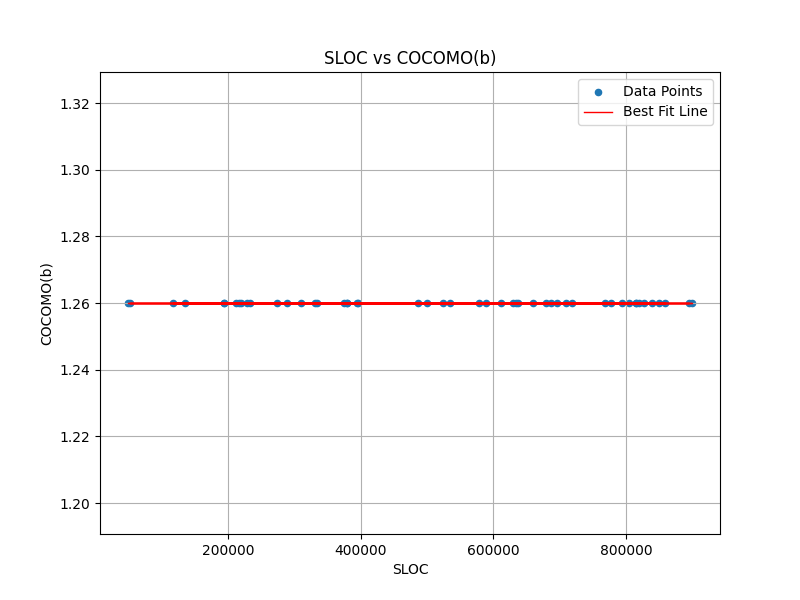 SLOC vs COCOMO(b)
Data Points
Best Fit Line
COCOMO(b)
1.32
1.30
1.28
1.26
1.24
1.22
1.20
200000 400000 600000 800000
SLOC